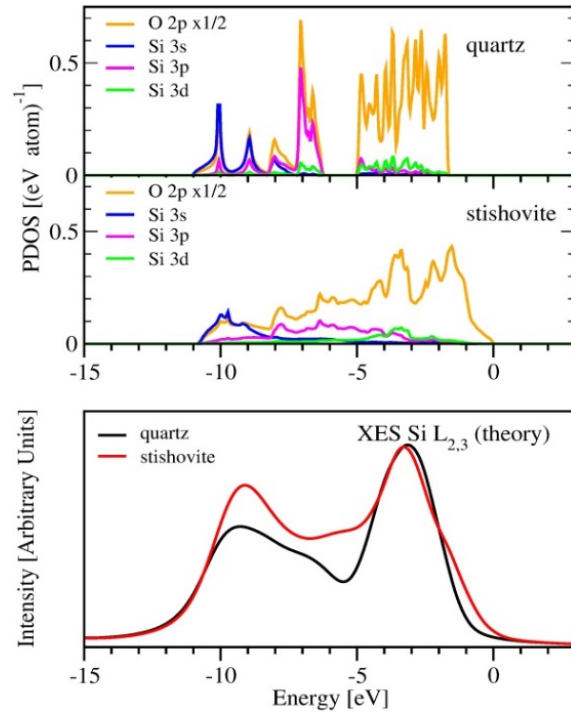 O 2p x1/2
Si 3s
Si 3p
Si 3d
quartz
0.5
0
O 2p x1/2
Si 3s
Si 3p
Si 3d
stishovite
0.5
0
PDOS [(eV atom)⁻¹]
-15 -10 -5 0
quartz
stishovite
XES Si L₂,₃ (theory)
Intensity [Arbitrary Units]
-15 -10 -5 0
Energy [eV]